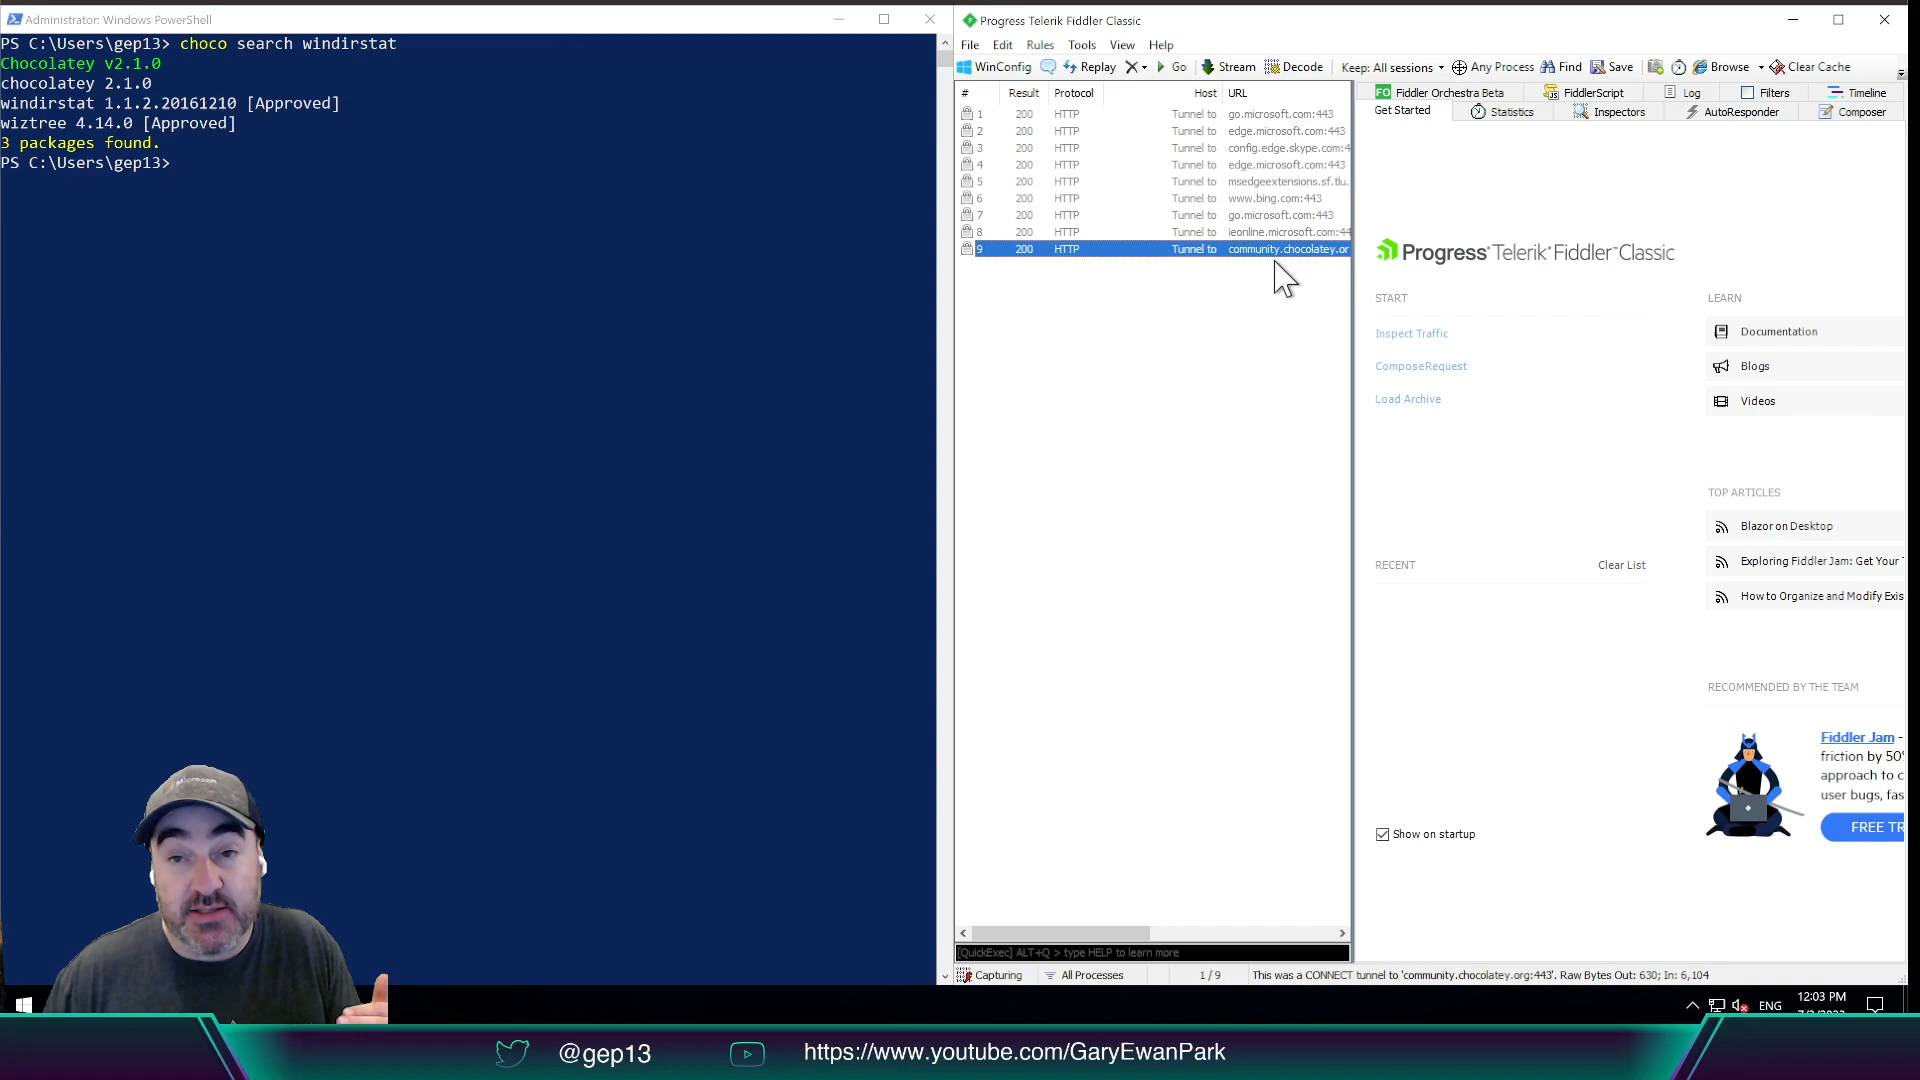 Administrator: Windows PowerShell
PS C:\Users\gep13> choco search windirstat
Chocolatey v2.1.0
chocolatey 2.1.0
windirstat 1.1.2.20161210 [Approved]
wiztree 4.14.0 [Approved]
3 packages found.
PS C:\Users\gep13>
Progress Telerik Fiddler Classic
File Edit Rules Tools View Help
WinConfig Replay Go Stream Decode Keep: All sessions Any Process Find Save Browse Clear Cache
# Result Protocol Host URL
1 200 HTTP Tunnel to go.microsoft.com:443
2 200 HTTP Tunnel to edge.microsoft.com:443
3 200 HTTP Tunnel to config.edge.skype.com:4
4 200 HTTP Tunnel to edge.microsoft.com:443
5 200 HTTP Tunnel to msedgeextensions.sf.tlu.
6 200 HTTP Tunnel to www.bing.com:443
7 200 HTTP Tunnel to go.microsoft.com:443
8 200 HTTP Tunnel to ieonline.microsoft.com:44
9 200 HTTP Tunnel to community.chocolatey.or
[QuickExec] ALT+Q > type HELP to learn more
Capturing All Processes 1 / 9 This was a CONNECT tunnel to 'community.chocolatey.org:443'. Raw Bytes Out: 630; In: 6,104
FO Fiddler Orchestra Beta FiddlerScript Log Filters Timeline
Get Started Statistics Inspectors AutoResponder Composer
Progress Telerik Fiddler Classic
START
Inspect Traffic
Compose Request
Load Archive
RECENT Clear List
Show on startup
LEARN
Documentation
Blogs
Videos
TOP ARTICLES
Blazor on Desktop
Exploring Fiddler Jam: Get Your
How to Organize and Modify Exis
RECOMMENDED BY THE TEAM
Fiddler Jam -
friction by 50
approach to c
user bugs, fas
FREE TR
ENG
12:03 PM
@gep13
https://www.youtube.com/GaryEwanPark